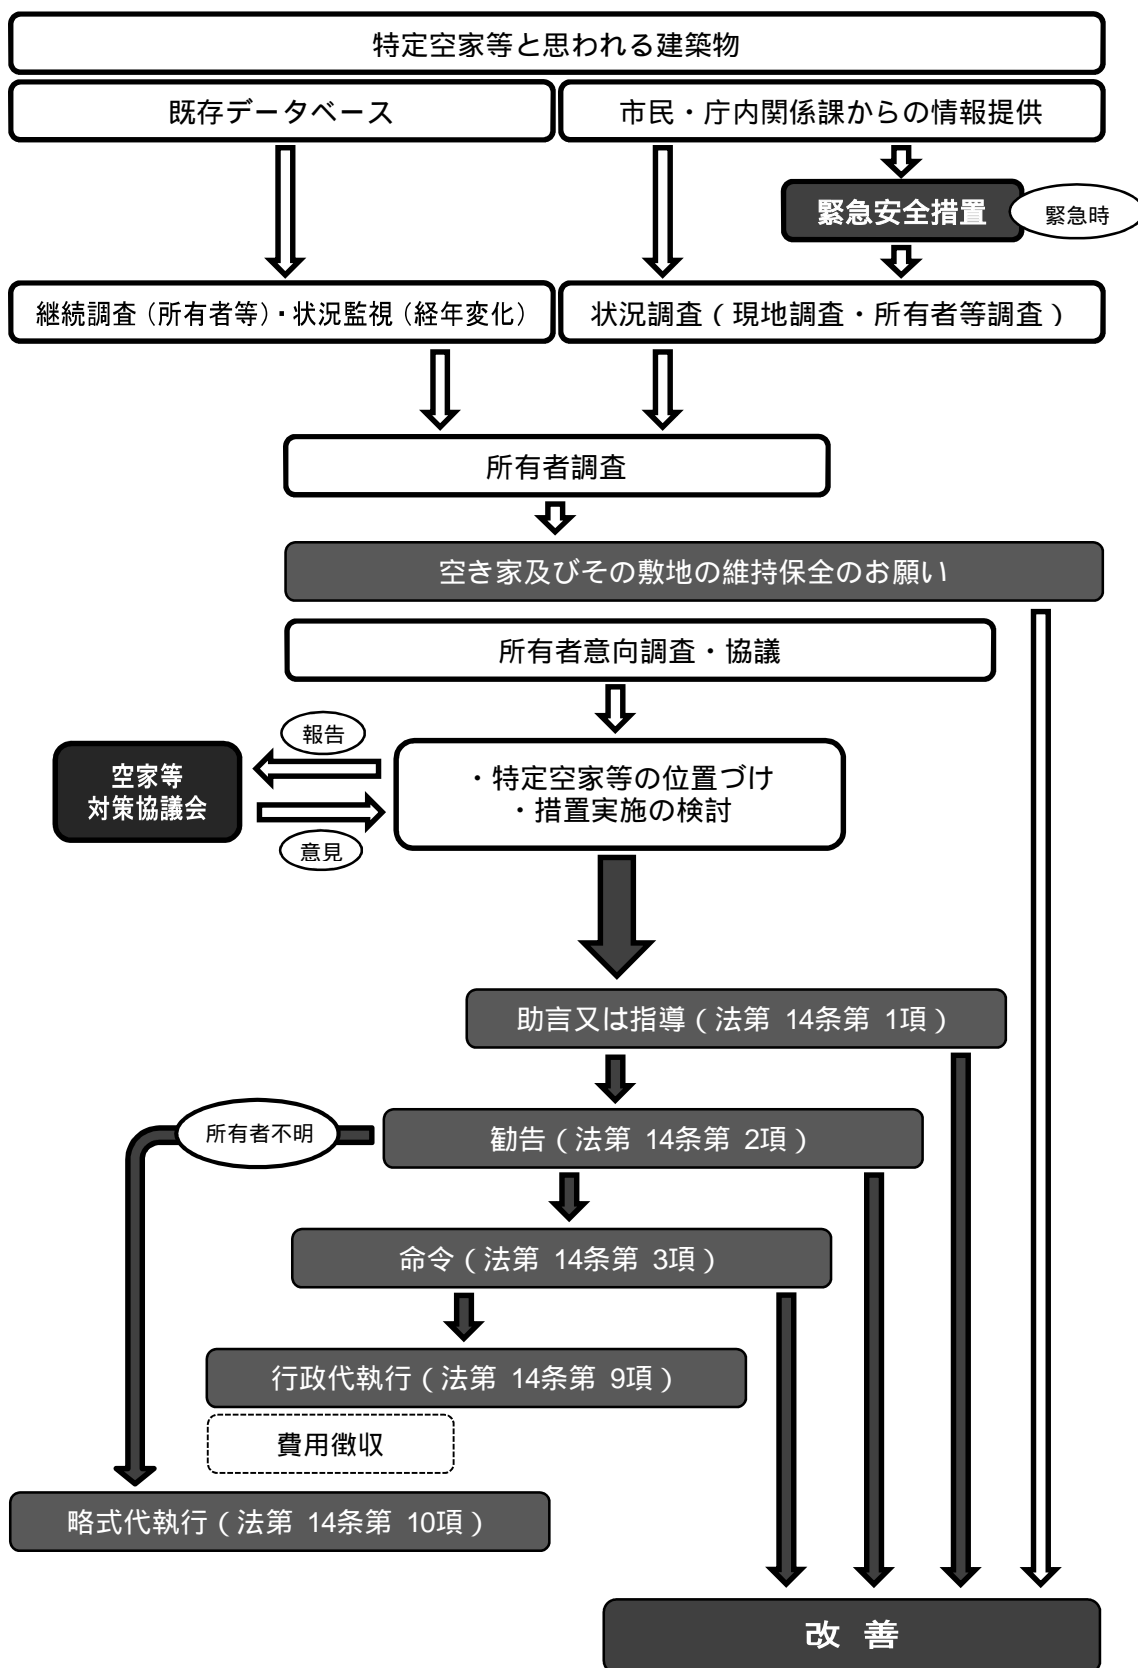 特定空家等と思われる建築物
既存データベース
市民・庁内関係課からの情報提供
緊急安全措置
緊急時
継続調査（所有者等）・状況監視（経年変化）
状況調査（現地調査・所有者等調査）
所有者調査
空き家及びその敷地の維持保全のお願い
所有者意向調査・協議
報告
空家等
対策協議会
・特定空家等の位置づけ
・措置実施の検討
意見
助言又は指導（法第 14条第 1項）
所有者不明
勧告（法第 14条第 2項）
命令（法第 14条第 3項）
行政代執行（法第 14条第 9項）
費用徴収
略式代執行（法第 14条第 10項）
改 善